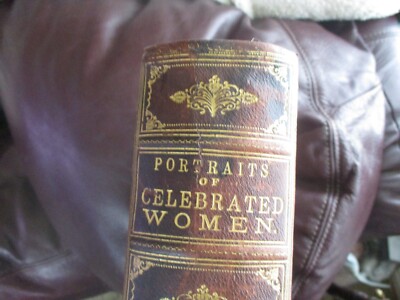 PORTRAITS
OF
CELEBRATED
WOMEN.